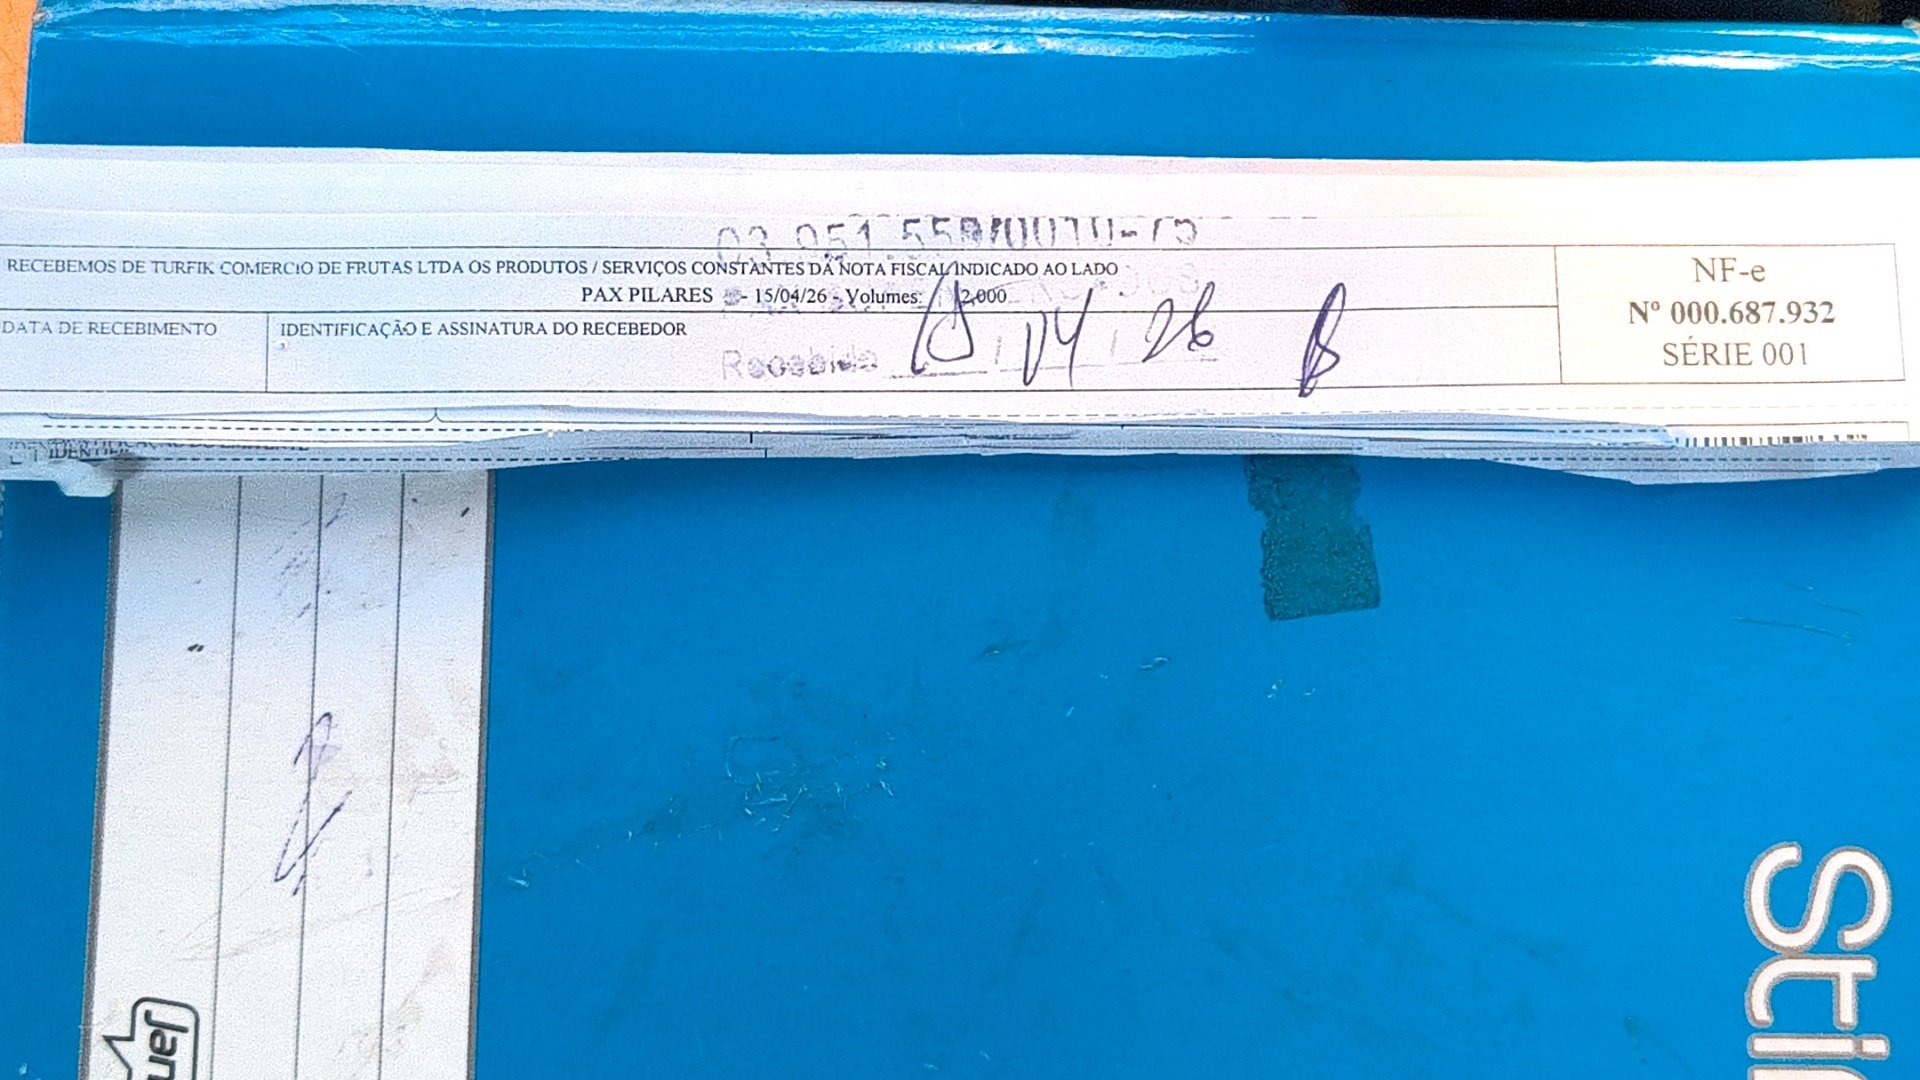 RECEBEMOS DE TURFIK COMERCIO DE FRUTAS LTDA OS PRODUTOS / SERVIÇOS CONSTANTES DA NOTA FISCAL INDICADO AO LADO
PAX PILARES - 15/04/26 - Volumes: 2,000
NF-e
Nº 000.687.932
SÉRIE 001
DATA DE RECEBIMENTO
IDENTIFICAÇÃO E ASSINATURA DO RECEBEDOR
Recebido 15 04 26
Jan
Sti